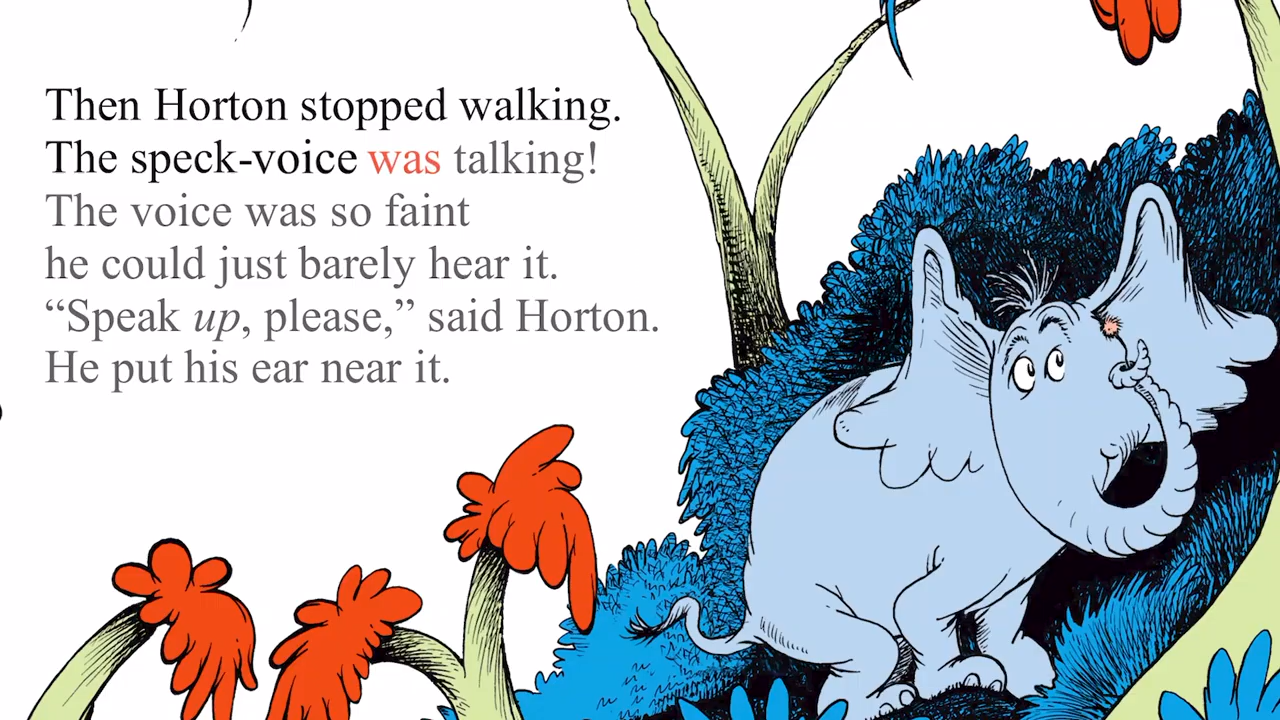 Then Horton stopped walking.
The speck-voice was talking!
The voice was so faint
he could just barely hear it.
“Speak up, please,” said Horton.
He put his ear near it.